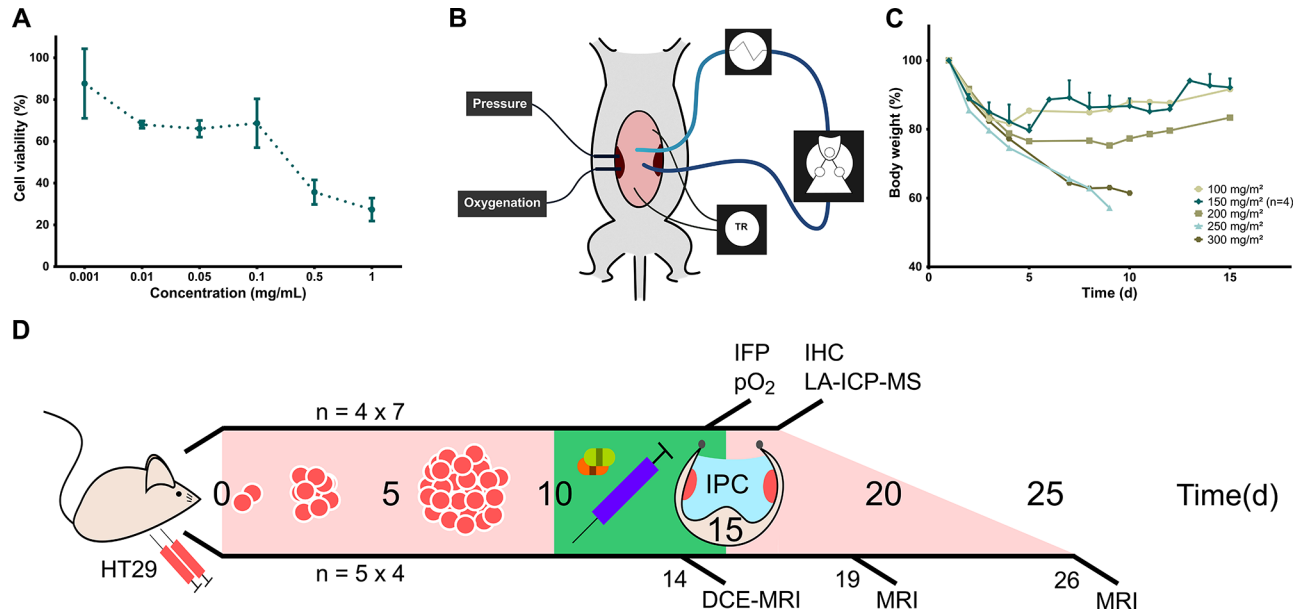 A
100
80
60
40
20
0
Cell viability (%)
0.001 0.01 0.05 0.1 0.5 1
Concentration (mg/mL)
B
Pressure
Oxygenation
TR
C
100
80
60
40
Body weight (%)
0 5 10 15
Time (d)
100 mg/m²
150 mg/m² (n=4)
200 mg/m²
250 mg/m²
300 mg/m²
D
IFP
pO₂
IHC
LA-ICP-MS
n = 4 x 7
0 5 10 15 20 25 Time(d)
IPC
HT29
n = 5 x 4
14 19 26
DCE-MRI MRI MRI